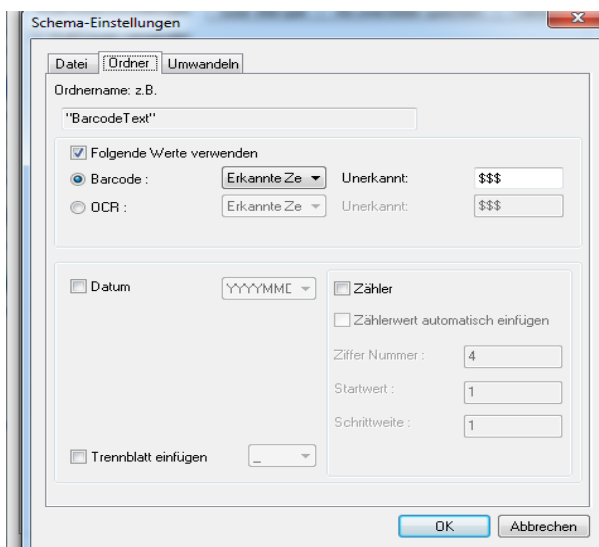 Schema-Einstellungen
Datei Ordner Umwandeln
Ordnername: z.B.
"BarcodeText"
Folgende Werte verwenden
Barcode : Erkannte Ze Unerkannt: $$$
OCR : Erkannte Ze Unerkannt: $$$
Datum YYYYMMD Zähler
Zählerwert automatisch einfügen
Ziffer Nummer : 4
Startwert : 1
Schrittweite : 1
Trennblatt einfügen _
OK Abbrechen